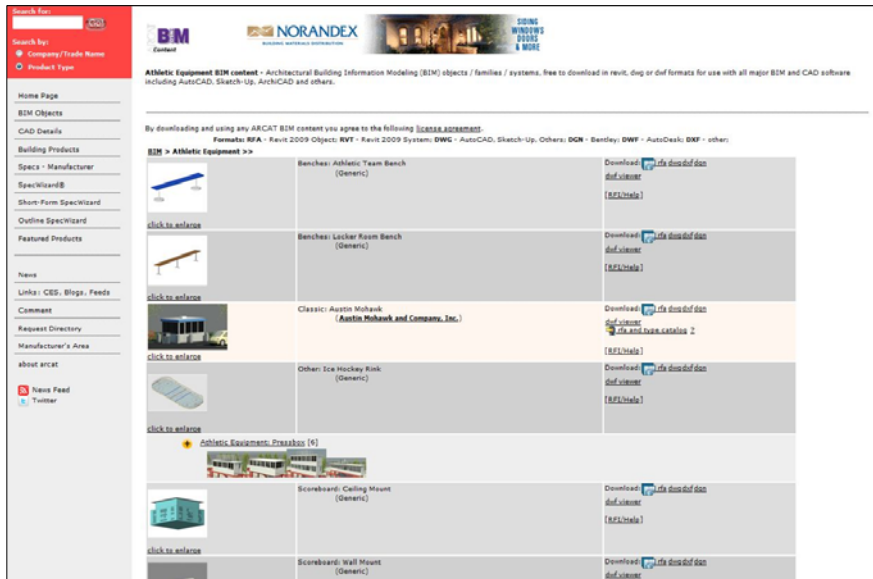 Search for:
GO
Search by:
Company/Trade Name
Product Type
Home Page
BIM Objects
CAD Details
Building Products
Specs - Manufacturer
SpecWizard®
Short-Form SpecWizard
Outline SpecWizard
Featured Products
News
Links: CES, Blogs, Feeds
Comment
Request Directory
Manufacturer's Area
about arcat
News Feed
Twitter
BIM
Content
NORANDEX
BUILDING MATERIALS DISTRIBUTION
SIDING
WINDOWS
DOORS
& MORE
Athletic Equipment BIM content - Architectural Building Information Modeling (BIM) objects / families / systems, free to download in revit, dwg or dwf formats for use with all major BIM and CAD software
including AutoCAD, Sketch-Up, ArchiCAD and others.
By downloading and using any ARCAT BIM content you agree to the following license agreement.
Formats: RFA - Revit 2009 Object; RVT - Revit 2009 System; DWG - AutoCAD, Sketch-Up, Others; DGN - Bentley; DWF - AutoDesk; DXF - other;
BIM > Athletic Equipment >>
Benches: Athletic Team Bench
(Generic)
Download: rfa dwg dxf dgn
dwf viewer
[RFI/Help]
click to enlarge
Benches: Locker Room Bench
(Generic)
Download: rfa dwg dxf dgn
dwf viewer
[RFI/Help]
click to enlarge
Classic: Austin Mohawk
(Austin Mohawk and Company, Inc.)
Download: rfa dwg dxf dgn
dwf viewer
.rfa and type catalog ?
[RFI/Help]
click to enlarge
Other: Ice Hockey Rink
(Generic)
Download: rfa dwg dxf dgn
dwf viewer
[RFI/Help]
click to enlarge
Athletic Equipment: Pressbox [6]
Scoreboard: Ceiling Mount
(Generic)
Download: rfa dwg dxf dgn
dwf viewer
[RFI/Help]
click to enlarge
Scoreboard: Wall Mount
(Generic)
Download: rfa dwg dxf dgn
dwf viewer